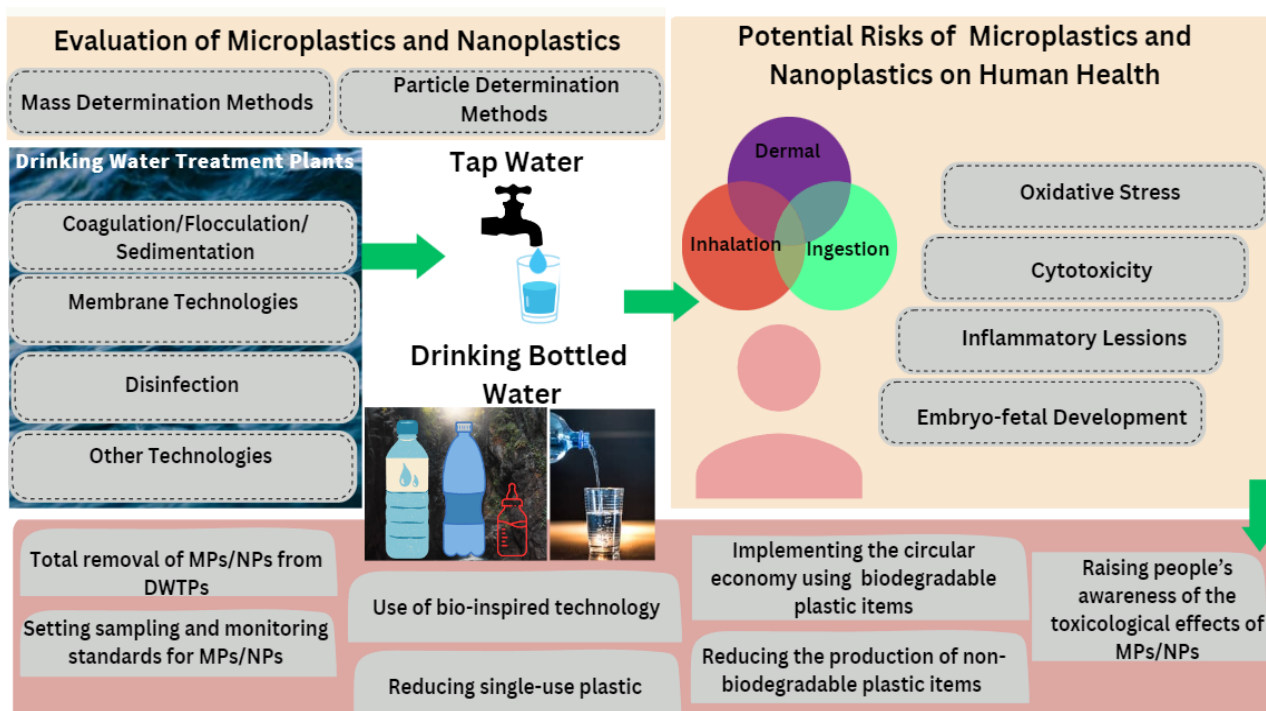 Evaluation of Microplastics and Nanoplastics
Mass Determination Methods
Particle Determination
Methods
Drinking Water Treatment Plants
Coagulation/Flocculation/
Sedimentation
Membrane Technologies
Disinfection
Other Technologies
Tap Water
Drinking Bottled
Water
Potential Risks of Microplastics and
Nanoplastics on Human Health
Dermal
Inhalation
Ingestion
Oxidative Stress
Cytotoxicity
Inflammatory Lessions
Embryo-fetal Development
Total removal of MPs/NPs from
DWTPs
Setting sampling and monitoring
standards for MPs/NPs
Use of bio-inspired technology
Reducing single-use plastic
Implementing the circular
economy using biodegradable
plastic items
Reducing the production of non-
biodegradable plastic items
Raising people's
awareness of the
toxicological effects of
MPs/NPs